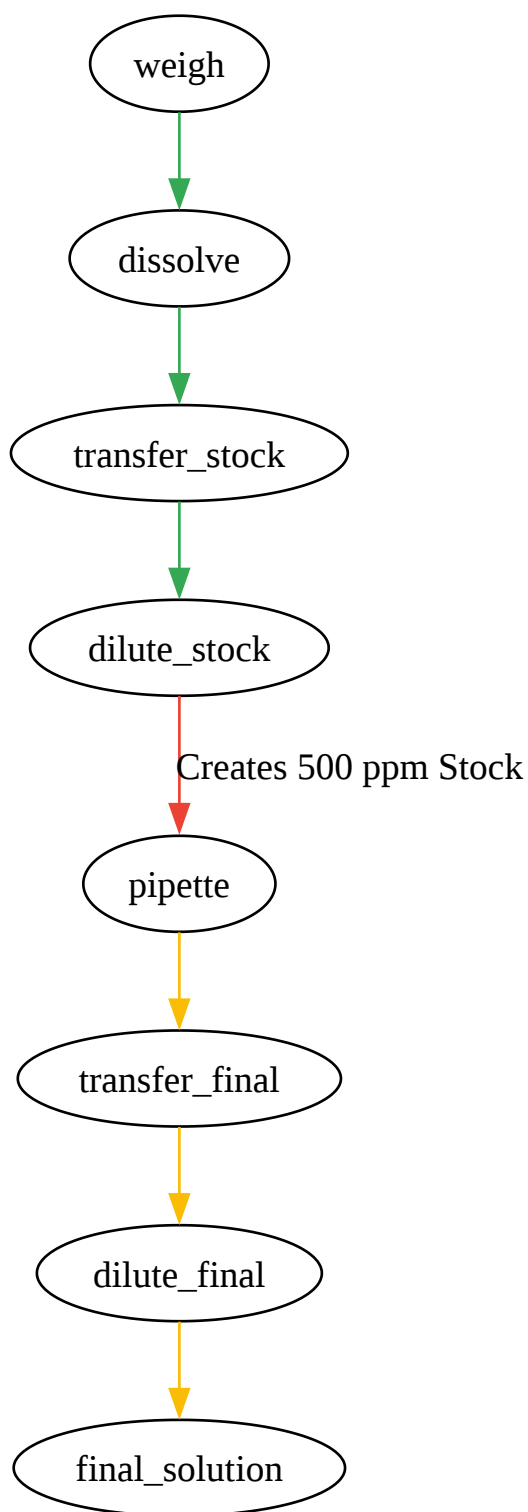 weigh
dissolve
transfer_stock
dilute_stock
Creates 500 ppm Stock
pipette
transfer_final
dilute_final
final_solution